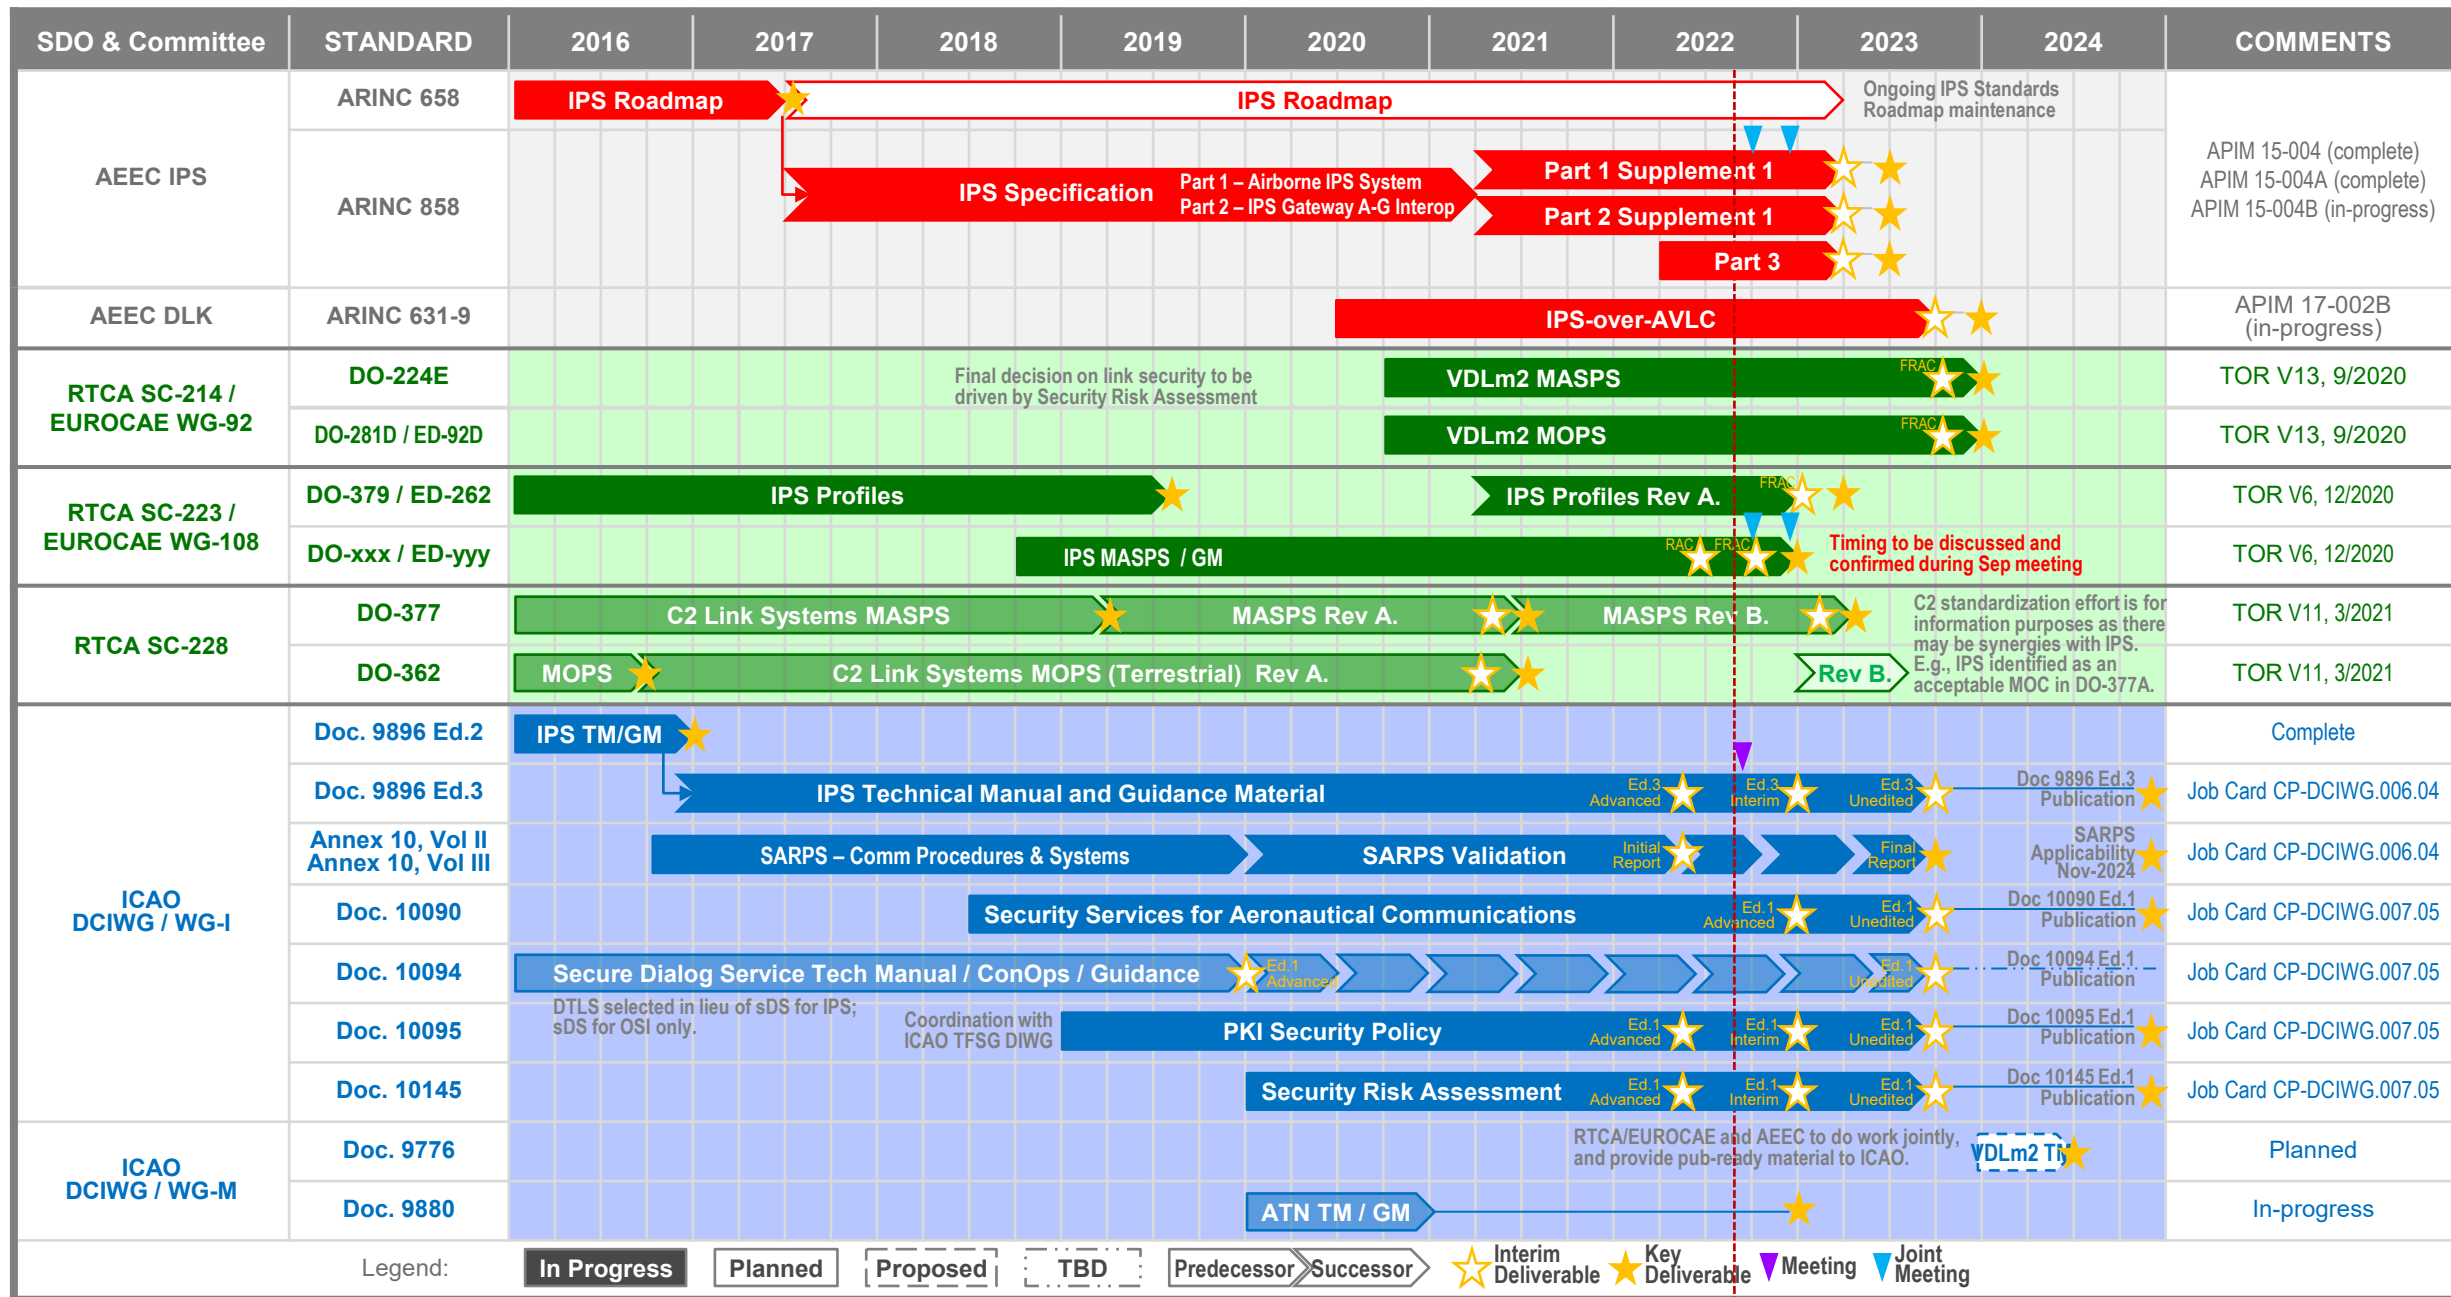 SDO & Committee STANDARD 2016 2017 2018 2019 2020 2021 2022 2023 2024 COMMENTS
AEEC IPS
ARINC 658
IPS Roadmap
IPS Roadmap
Ongoing IPS Standards
Roadmap maintenance
ARINC 858
IPS Specification
Part 1 – Airborne IPS System
Part 2 – IPS Gateway A-G Interop
Part 1 Supplement 1
Part 2 Supplement 1
Part 3
APIM 15-004 (complete)
APIM 15-004A (complete)
APIM 15-004B (in-progress)
AEEC DLK
ARINC 631-9
IPS-over-AVLC
APIM 17-002B
(in-progress)
RTCA SC-214 /
EUROCAE WG-92
DO-224E
Final decision on link security to be
driven by Security Risk Assessment
VDLm2 MASPS
FRAC
TOR V13, 9/2020
DO-281D / ED-92D
VDLm2 MOPS
FRAC
TOR V13, 9/2020
RTCA SC-223 /
EUROCAE WG-108
DO-379 / ED-262
IPS Profiles
IPS Profiles Rev A.
FRAC
TOR V6, 12/2020
DO-xxx / ED-yyy
IPS MASPS / GM
RAC
FRAC
Timing to be discussed and
confirmed during Sep meeting
TOR V6, 12/2020
RTCA SC-228
DO-377
C2 Link Systems MASPS
MASPS Rev A.
MASPS Rev B.
C2 standardization effort is for
information purposes as there
may be synergies with IPS.
E.g., IPS identified as an
acceptable MOC in DO-377A.
TOR V11, 3/2021
DO-362
MOPS
C2 Link Systems MOPS (Terrestrial) Rev A.
Rev B.
TOR V11, 3/2021
ICAO
DCIWG / WG-I
Doc. 9896 Ed.2
IPS TM/GM
Complete
Doc. 9896 Ed.3
IPS Technical Manual and Guidance Material
Ed.3
Advanced
Ed.3
Interim
Ed.3
Unedited
Doc 9896 Ed.3
Publication
Job Card CP-DCIWG.006.04
Annex 10, Vol II
Annex 10, Vol III
SARPS – Comm Procedures & Systems
SARPS Validation
Initial
Report
Final
Report
SARPS
Applicability
Nov-2024
Job Card CP-DCIWG.006.04
Doc. 10090
Security Services for Aeronautical Communications
Ed.1
Advanced
Ed.1
Unedited
Doc 10090 Ed.1
Publication
Job Card CP-DCIWG.007.05
Doc. 10094
Secure Dialog Service Tech Manual / ConOps / Guidance
Ed.1
Advanced
Ed.1
Unedited
Doc 10094 Ed.1
Publication
Job Card CP-DCIWG.007.05
DTLS selected in lieu of sDS for IPS;
sDS for OSI only.
Doc. 10095
Coordination with
ICAO TFSG DIWG
PKI Security Policy
Ed.1
Advanced
Ed.1
Interim
Ed.1
Unedited
Doc 10095 Ed.1
Publication
Job Card CP-DCIWG.007.05
Doc. 10145
Security Risk Assessment
Ed.1
Advanced
Ed.1
Interim
Ed.1
Unedited
Doc 10145 Ed.1
Publication
Job Card CP-DCIWG.007.05
ICAO
DCIWG / WG-M
Doc. 9776
RTCA/EUROCAE and AEEC to do work jointly,
and provide pub-ready material to ICAO.
VDLm2 TM
Planned
Doc. 9880
ATN TM / GM
In-progress
Legend:
In Progress
Planned
Proposed
TBD
Predecessor
Successor
Interim
Deliverable
Key
Deliverable
Meeting
Joint
Meeting